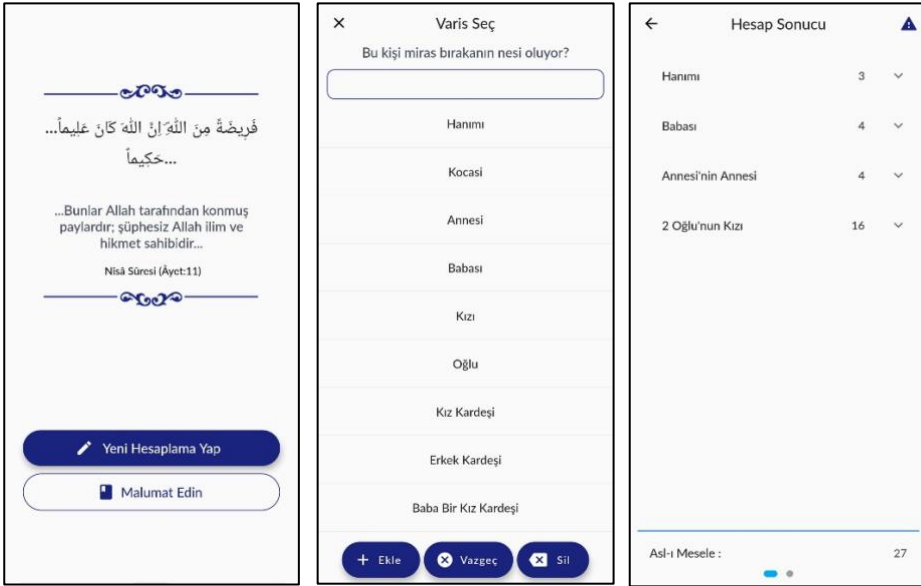 فَرِيضَةً مِنَ اللّٰهِ اِنَّ اللّٰهَ كَانَ عَلِيماً...
...حَكِيماً
...Bunlar Allah tarafından konmuş
paylardır; şüphesiz Allah ilim ve
hikmet sahibidir...
Nisâ Sûresi (Âyet:11)
Yeni Hesaplama Yap
Malumat Edin
Varis Seç
Bu kişi miras bırakanın nesi oluyor?
Hanımı
Kocasi
Annesi
Babası
Kızı
Oğlu
Kız Kardeşi
Erkek Kardeşi
Baba Bir Kız Kardeşi
+ Ekle
Vazgeç
Sil
Hesap Sonucu
Hanımı 3
Babası 4
Annesi'nin Annesi 4
2 Oğlu'nun Kızı 16
Asl-ı Mesele : 27